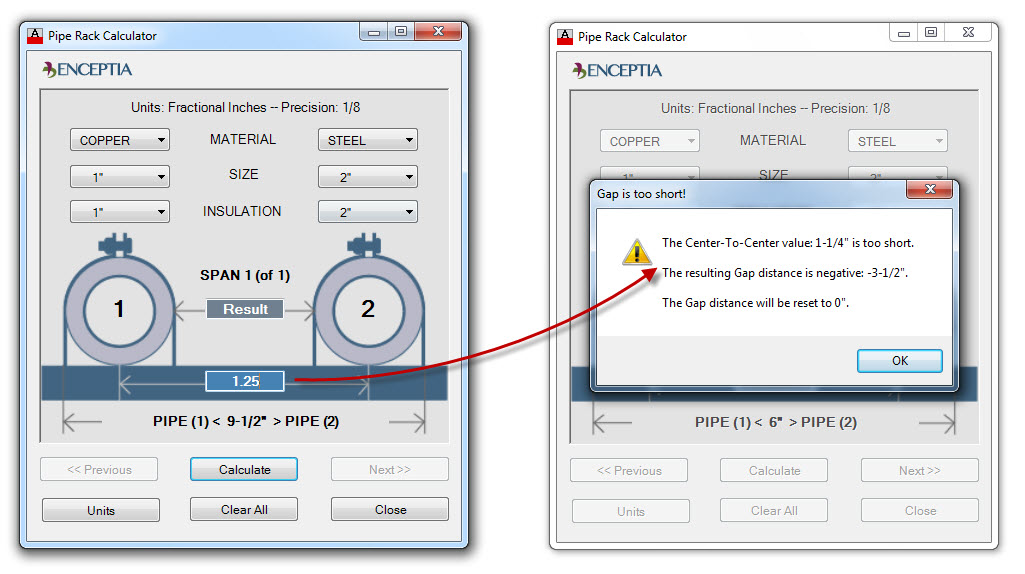 Pipe Rack Calculator
ENCEPTIA
Units: Fractional Inches -- Precision: 1/8
COPPER MATERIAL STEEL
1" SIZE 2"
1" INSULATION 2"
SPAN 1 (of 1)
1 Result 2
1.25
PIPE (1) < 9-1/2" > PIPE (2)
<< Previous Calculate Next >>
Units Clear All Close
Pipe Rack Calculator
ENCEPTIA
Units: Fractional Inches -- Precision: 1/8
COPPER MATERIAL STEEL
1" SIZE 2"
Gap is too short!
The Center-To-Center value: 1-1/4" is too short.
The resulting Gap distance is negative: -3-1/2".
The Gap distance will be reset to 0".
OK
PIPE (1) < 6" > PIPE (2)
<< Previous Calculate Next >>
Units Clear All Close